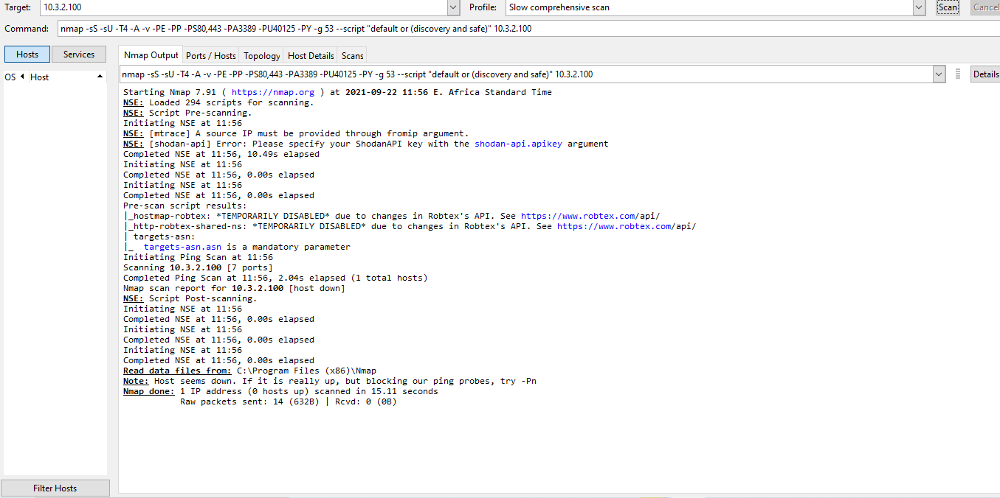 Target: 10.3.2.100 Profile: Slow comprehensive scan Scan Cancel
Command: nmap -sS -sU -T4 -A -v -PE -PP -PS80,443 -PA3389 -PU40125 -PY -g 53 --script "default or (discovery and safe)" 10.3.2.100
Hosts Services Nmap Output Ports / Hosts Topology Host Details Scans
OS Host
nmap -sS -sU -T4 -A -v -PE -PP -PS80,443 -PA3389 -PU40125 -PY -g 53 --script "default or (discovery and safe)" 10.3.2.100 Details
Starting Nmap 7.91 ( https://nmap.org ) at 2021-09-22 11:56 E. Africa Standard Time
NSE: Loaded 294 scripts for scanning.
NSE: Script Pre-scanning.
Initiating NSE at 11:56
NSE: [mtrace] A source IP must be provided through fromip argument.
NSE: [shodan-api] Error: Please specify your ShodanAPI key with the shodan-api.apikey argument
Completed NSE at 11:56, 10.49s elapsed
Initiating NSE at 11:56
Completed NSE at 11:56, 0.00s elapsed
Initiating NSE at 11:56
Completed NSE at 11:56, 0.00s elapsed
Pre-scan script results:
|_hostmap-robtex: *TEMPORARILY DISABLED* due to changes in Robtex's API. See https://www.robtex.com/api/
|_http-robtex-shared-ns: *TEMPORARILY DISABLED* due to changes in Robtex's API. See https://www.robtex.com/api/
| targets-asn:
|_  targets-asn.asn is a mandatory parameter
Initiating Ping Scan at 11:56
Scanning 10.3.2.100 [7 ports]
Completed Ping Scan at 11:56, 2.04s elapsed (1 total hosts)
Nmap scan report for 10.3.2.100 [host down]
NSE: Script Post-scanning.
Initiating NSE at 11:56
Completed NSE at 11:56, 0.00s elapsed
Initiating NSE at 11:56
Completed NSE at 11:56, 0.00s elapsed
Initiating NSE at 11:56
Completed NSE at 11:56, 0.00s elapsed
Read data files from: C:\Program Files (x86)\Nmap
Note: Host seems down. If it is really up, but blocking our ping probes, try -Pn
Nmap done: 1 IP address (0 hosts up) scanned in 15.11 seconds
Raw packets sent: 14 (632B) | Rcvd: 0 (0B)
Filter Hosts